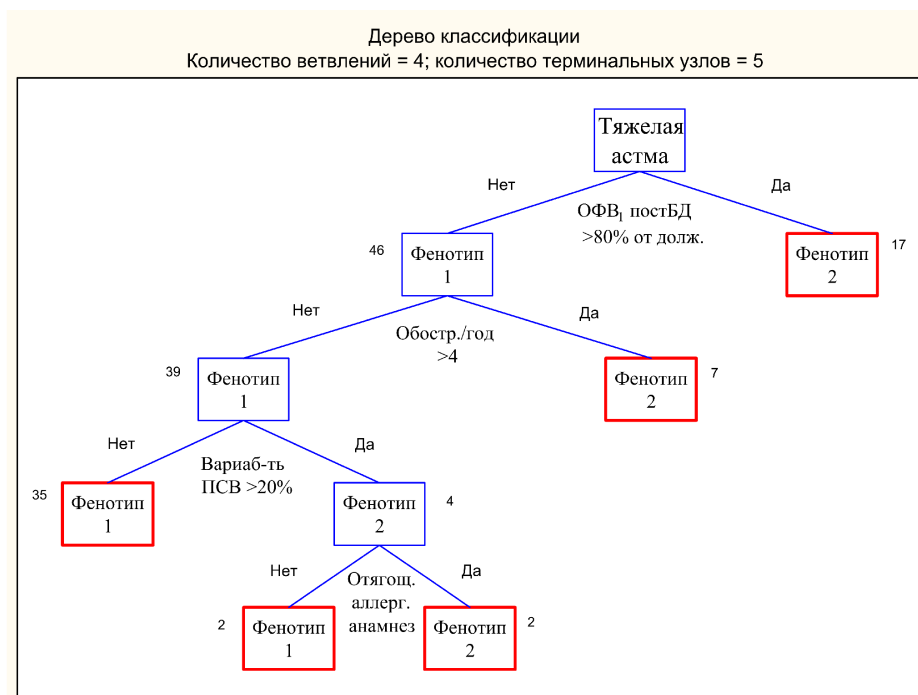 Дерево классификации
Количество ветвлений = 4; количество терминальных узлов = 5
Тяжелая
астма
Нет
Да
ОФВ₁ постБД
>80% от долж.
46
Фенотип
1
17
Фенотип
2
Нет
Да
Обостр./год
>4
39
Фенотип
1
7
Фенотип
2
Нет
Да
Вариаб-ть
ПСВ >20%
35
Фенотип
1
4
Фенотип
2
Нет
Да
Отягощ.
аллерг.
анамнез
2
Фенотип
1
2
Фенотип
2